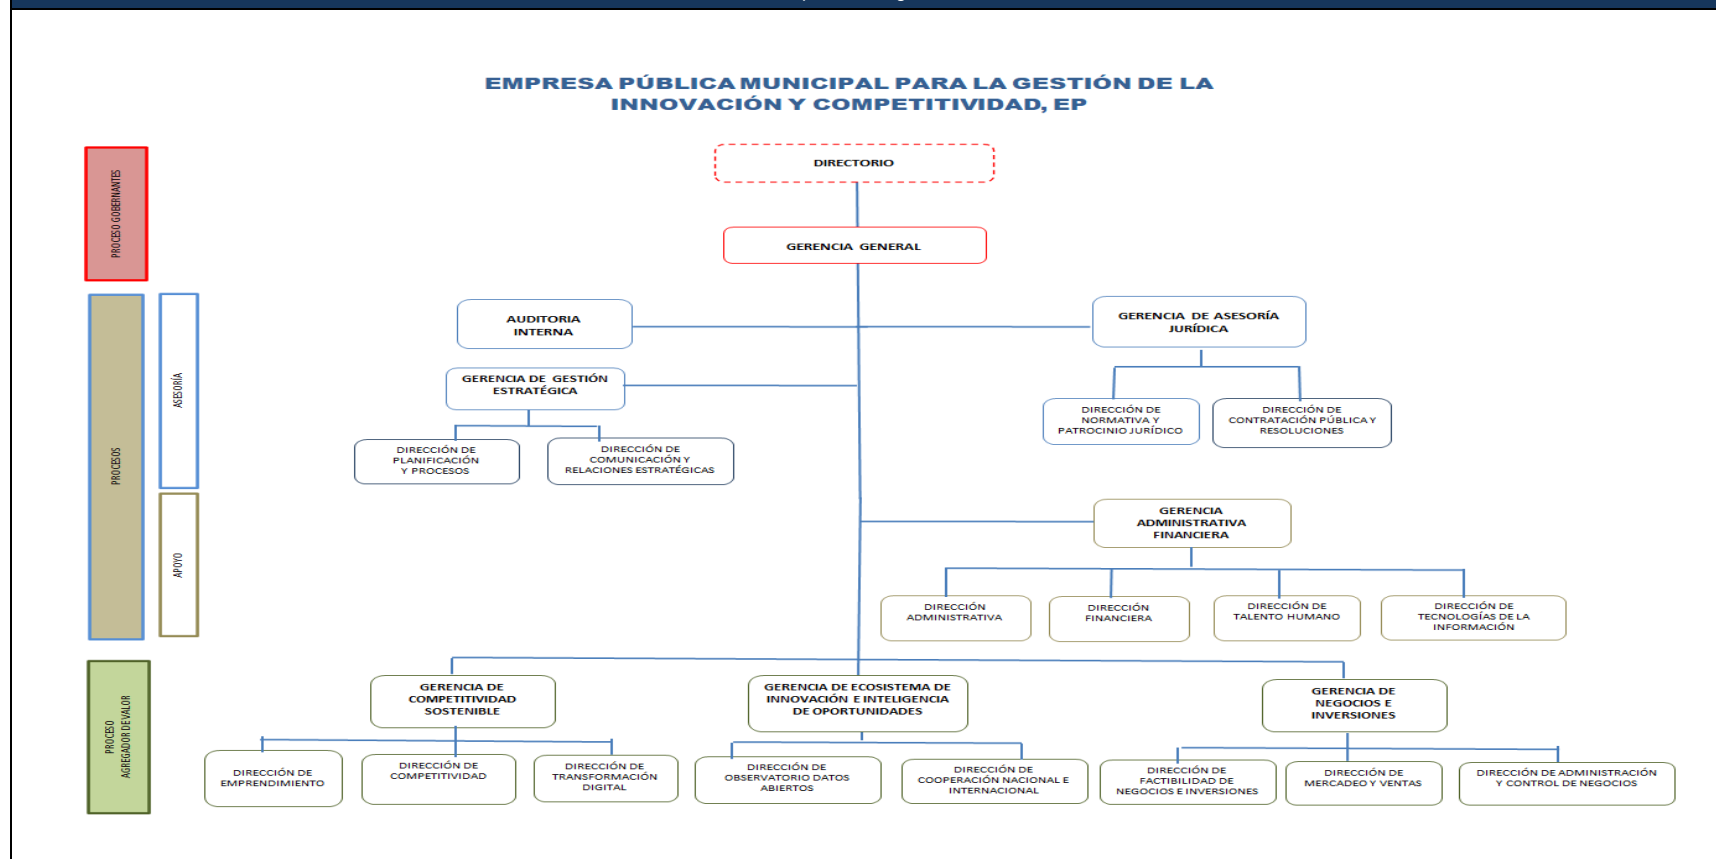 EMPRESA PÚBLICA MUNICIPAL PARA LA GESTIÓN DE LA
INNOVACIÓN Y COMPETITIVIDAD, EP
DIRECTORIO
PROCESO GOBERNANTES
GERENCIA GENERAL
AUDITORIA
INTERNA
GERENCIA DE ASESORÍA
JURÍDICA
GERENCIA DE GESTIÓN
ESTRATÉGICA
DIRECCIÓN DE
NORMATIVA Y
PATROCINIO JURÍDICO
DIRECCIÓN DE
CONTRATACIÓN PÚBLICA Y
RESOLUCIONES
DIRECCIÓN DE
PLANIFICACIÓN
Y PROCESOS
DIRECCIÓN DE
COMUNICACIÓN Y
RELACIONES ESTRATÉGICAS
PROCESOS
ASESORÍA
APOYO
GERENCIA
ADMINISTRATIVA
FINANCIERA
DIRECCIÓN
ADMINISTRATIVA
DIRECCIÓN
FINANCIERA
DIRECCIÓN DE
TALENTO HUMANO
DIRECCIÓN DE
TECNOLOGÍAS DE LA
INFORMACIÓN
PROCESO
AGREGADOR DE VALOR
GERENCIA DE
COMPETITIVIDAD
SOSTENIBLE
GERENCIA DE ECOSISTEMA DE
INNOVACIÓN E INTELIGENCIA
DE OPORTUNIDADES
GERENCIA DE
NEGOCIOS E
INVERSIONES
DIRECCIÓN DE
EMPRENDIMIENTO
DIRECCIÓN DE
COMPETITIVIDAD
DIRECCIÓN DE
TRANSFORMACIÓN
DIGITAL
DIRECCIÓN DE
OBSERVATORIO DATOS
ABIERTOS
DIRECCIÓN DE
COOPERACIÓN NACIONAL E
INTERNACIONAL
DIRECCIÓN DE
FACTIBILIDAD DE
NEGOCIOS E INVERSIONES
DIRECCIÓN DE
MERCADEO Y VENTAS
DIRECCIÓN DE ADMINISTRACIÓN
Y CONTROL DE NEGOCIOS